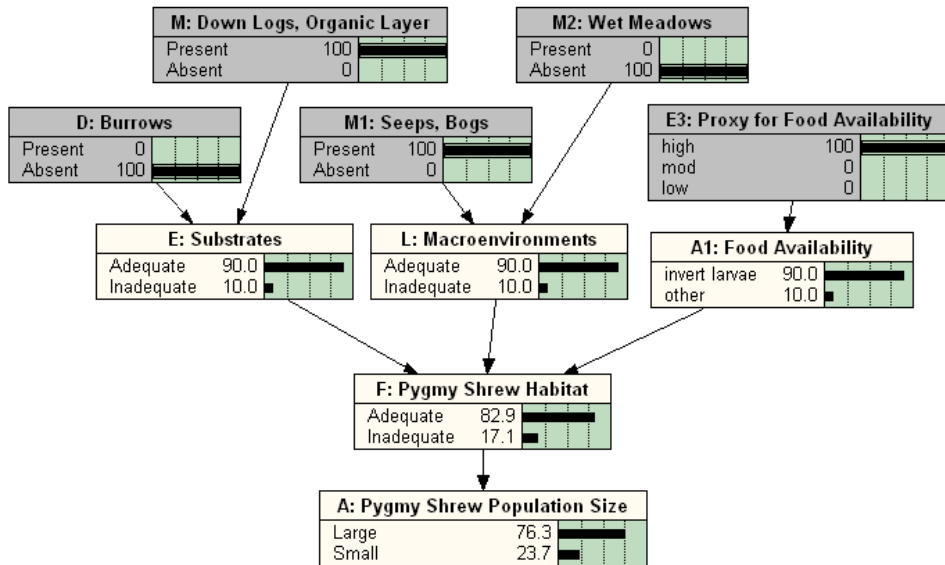 M: Down Logs, Organic Layer
Present 100
Absent 0
M2: Wet Meadows
Present 0
Absent 100
D: Burrows
Present 0
Absent 100
M1: Seeps, Bogs
Present 100
Absent 0
E3: Proxy for Food Availability
high 100
mod 0
low 0
E: Substrates
Adequate 90.0
Inadequate 10.0
L: Macroenvironments
Adequate 90.0
Inadequate 10.0
A1: Food Availability
invert larvae 90.0
other 10.0
F: Pygmy Shrew Habitat
Adequate 82.9
Inadequate 17.1
A: Pygmy Shrew Population Size
Large 76.3
Small 23.7